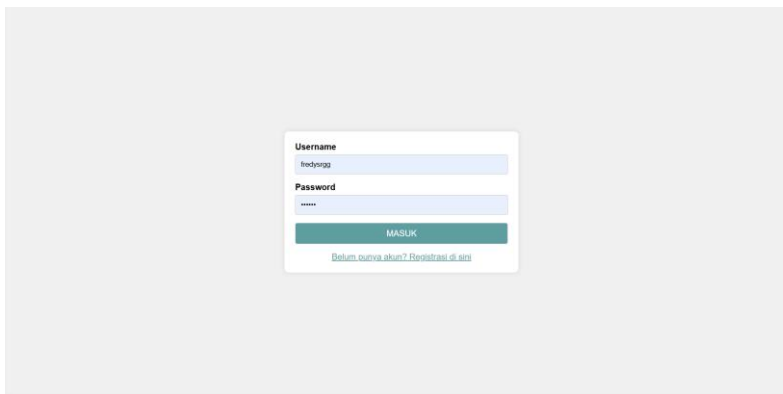 Username
fredysrgg
Password
••••••
MASUK
Belum punya akun? Registrasi di sini